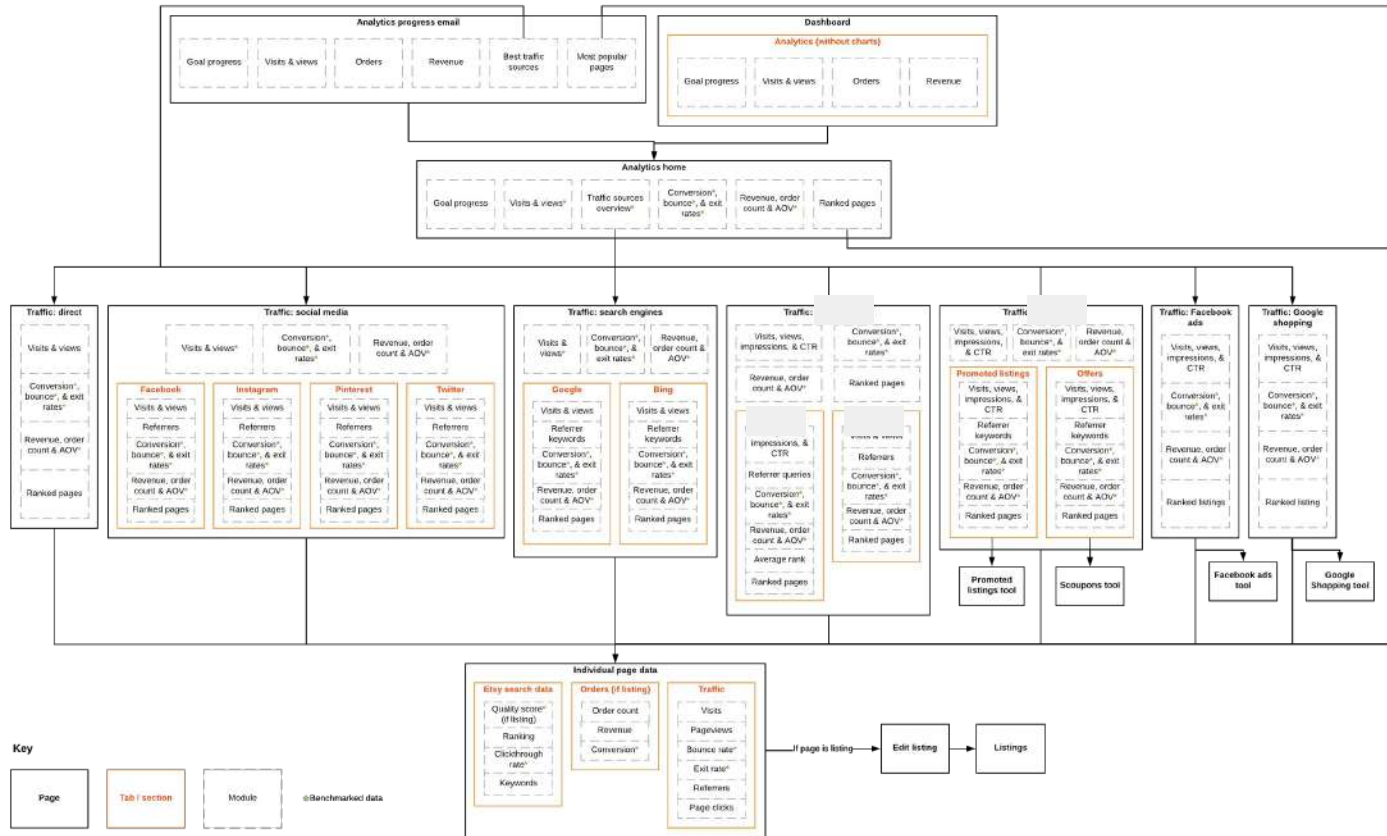 Analytics progress email
Goal progress
Visits & views
Orders
Revenue
Best traffic
sources
Most popular
pages
Dashboard
Analytics (without charts)
Goal progress
Visits & views
Orders
Revenue
Analytics home
Goal progress
Visits & views*
Traffic sources
overview*
Conversion*,
bounce*, & exit
rates*
Revenue, order
count & AOV*
Ranked pages
Traffic: direct
Visits & views
Conversion*,
bounce*, & exit
rates*
Revenue, order
count & AOV*
Ranked pages
Traffic: social media
Visits & views*
Conversion*,
bounce*, & exit
rates*
Revenue, order
count & AOV*
Facebook
Visits & views
Referrers
Conversion*,
bounce*, & exit
rates*
Revenue, order
count & AOV*
Ranked pages
Instagram
Visits & views
Referrers
Conversion*,
bounce*, & exit
rates*
Revenue, order
count & AOV*
Ranked pages
Pinterest
Visits & views
Referrers
Conversion*,
bounce*, & exit
rates*
Revenue, order
count & AOV*
Ranked pages
Twitter
Visits & views
Referrers
Conversion*,
bounce*, & exit
rates*
Revenue, order
count & AOV*
Ranked pages
Traffic: search engines
Visits &
views*
Conversion*,
bounce*, &
exit rates*
Revenue, order
count & AOV*
Google
Visits & views
Referrer
keywords
Conversion*,
bounce*, & exit
rates*
Revenue, order
count & AOV*
Ranked pages
Bing
Visits & views
Referrer
keywords
Conversion*,
bounce*, & exit
rates*
Revenue, order
count & AOV*
Ranked pages
Traffic:
Visits, views,
impressions, & CTR
Conversion*,
bounce*, & exit
rates*
Revenue, order
count & AOV*
Ranked pages
impressions, &
CTR
Referrer queries
Conversion*,
bounce*, & exit
rates*
Revenue, order
count & AOV*
Average rank
Ranked pages
Visits & views
Referrers
Conversion*,
bounce*, & exit
rates*
Revenue, order
count & AOV*
Ranked pages
Traffic:
Visits, views,
impressions,
& CTR
Conversion*,
bounce*, &
exit rates*
Revenue,
order count &
AOV*
Promoted listings
Visits, views,
impressions, &
CTR
Referrer
keywords
Conversion*,
bounce*, & exit
rates*
Revenue, order
count & AOV*
Ranked pages
Offers
Visits, views,
impressions, &
CTR
Referrer
keywords
Conversion*,
bounce*, & exit
rates*
Revenue, order
count & AOV*
Ranked pages
Traffic: Facebook
ads
Visits, views,
impressions, &
CTR
Conversion*,
bounce*, & exit
rates*
Revenue, order
count & AOV*
Ranked listings
Traffic: Google
shopping
Visits, views,
impressions, &
CTR
Conversion*,
bounce*, & exit
rates*
Revenue, order
count & AOV*
Ranked listing
Promoted
listings tool
Scoupons tool
Facebook ads
tool
Google
Shopping tool
Individual page data
Etsy search data
Quality score*
(if listing)
Ranking
Clickthrough
rate*
Keywords
Orders (if listing)
Order count
Revenue
Conversion*
Traffic
Visits
Pageviews
Bounce rate*
Exit rate*
Referrers
Page clicks
If page is listing
Edit listing
Listings
Key
Page
Tab / section
Module
*Benchmarked data